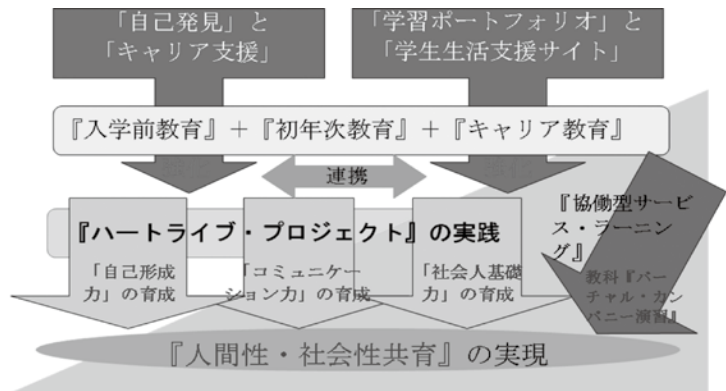 「自己発見」と
「キャリア支援」
「学習ポートフォリオ」と
「学生生活支援サイト」
『入学前教育』+『初年次教育』+『キャリア教育』
連携
『ハートライブ・プロジェクト』の実践
「自己形成
力」の育成
「コミュニケー
ション力」の育成
「社会人基礎
力」の育成
『協働型サービ
ス・ラーニン
グ』
教科『バー
チャル・カン
パニー演習』
『人間性・社会性共育』の実現